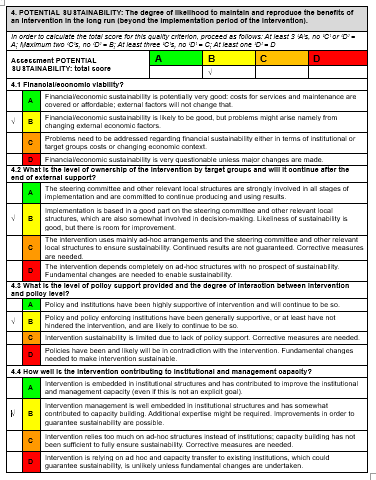 4. POTENTIAL SUSTAINABILITY: The degree of likelihood to maintain and reproduce the benefits of
an intervention in the long run (beyond the implementation period of the intervention).
In order to calculate the total score for this quality criterion, proceed as follows: At least 3 'A's, no 'C' or 'D' =
A; Maximum two 'C's, no 'D' = B; At least three 'C's, no 'D' = C; At least one 'D' = D
Assessment POTENTIAL
SUSTAINABILITY: total score
A B C D
√
4.1 Financial/economic viability?
A Financial/economic sustainability is potentially very good: costs for services and maintenance are
covered or affordable; external factors will not change that.
√ B Financial/economic sustainability is likely to be good, but problems might arise namely from
changing external economic factors.
C Problems need to be addressed regarding financial sustainability either in terms of institutional or
target groups costs or changing economic context.
D Financial/economic sustainability is very questionable unless major changes are made.
4.2 What is the level of ownership of the intervention by target groups and will it continue after the
end of external support?
A The steering committee and other relevant local structures are strongly involved in all stages of
implementation and are committed to continue producing and using results.
√ B Implementation is based in a good part on the steering committee and other relevant local
structures, which are also somewhat involved in decision-making. Likeliness of sustainability is
good, but there is room for improvement.
C The intervention uses mainly ad-hoc arrangements and the steering committee and other relevant
local structures to ensure sustainability. Continued results are not guaranteed. Corrective measures
are needed.
D The intervention depends completely on ad-hoc structures with no prospect of sustainability.
Fundamental changes are needed to enable sustainability.
4.3 What is the level of policy support provided and the degree of interaction between intervention
and policy level?
A Policy and institutions have been highly supportive of intervention and will continue to be so.
√ B Policy and policy enforcing institutions have been generally supportive, or at least have not
hindered the intervention, and are likely to continue to be so.
C Intervention sustainability is limited due to lack of policy support. Corrective measures are needed.
D Policies have been and likely will be in contradiction with the intervention. Fundamental changes
needed to make intervention sustainable.
4.4 How well is the intervention contributing to institutional and management capacity?
A Intervention is embedded in institutional structures and has contributed to improve the institutional
and management capacity (even if this is not an explicit goal).
√ B Intervention management is well embedded in institutional structures and has somewhat
contributed to capacity building. Additional expertise might be required. Improvements in order to
guarantee sustainability are possible.
C Intervention relies too much on ad-hoc structures instead of institutions; capacity building has not
been sufficient to fully ensure sustainability. Corrective measures are needed.
D Intervention is relying on ad hoc and capacity transfer to existing institutions, which could
guarantee sustainability, is unlikely unless fundamental changes are undertaken.